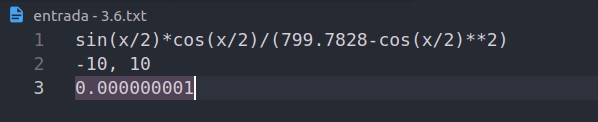 entrada - 3.6.txt
1 sin(x/2)*cos(x/2)/(799.7828-cos(x/2)**2)
2 -10, 10
3 0.000000001